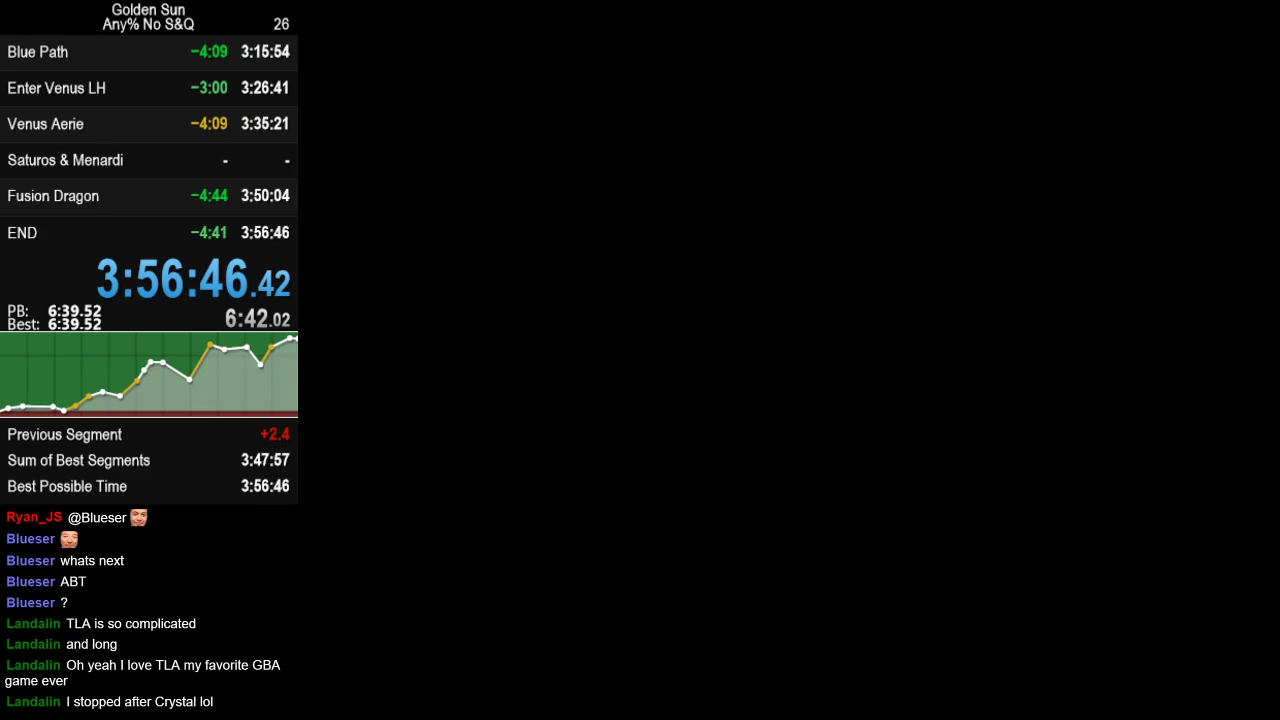 Golden Sun
Any% No S&Q 26
Blue Path −4:09 3:15:54
Enter Venus LH −3:00 3:26:41
Venus Aerie −4:09 3:35:21
Saturos & Menardi - -
Fusion Dragon −4:44 3:50:04
END −4:41 3:56:46
3:56:46.42
PB: 6:39.52
Best: 6:39.52
6:42.02
Previous Segment +2.4
Sum of Best Segments 3:47:57
Best Possible Time 3:56:46
Ryan_JS @Blueser
Blueser
Blueser whats next
Blueser ABT
Blueser ?
Landalin TLA is so complicated
Landalin and long
Landalin Oh yeah I love TLA my favorite GBA
game ever
Landalin I stopped after Crystal lol